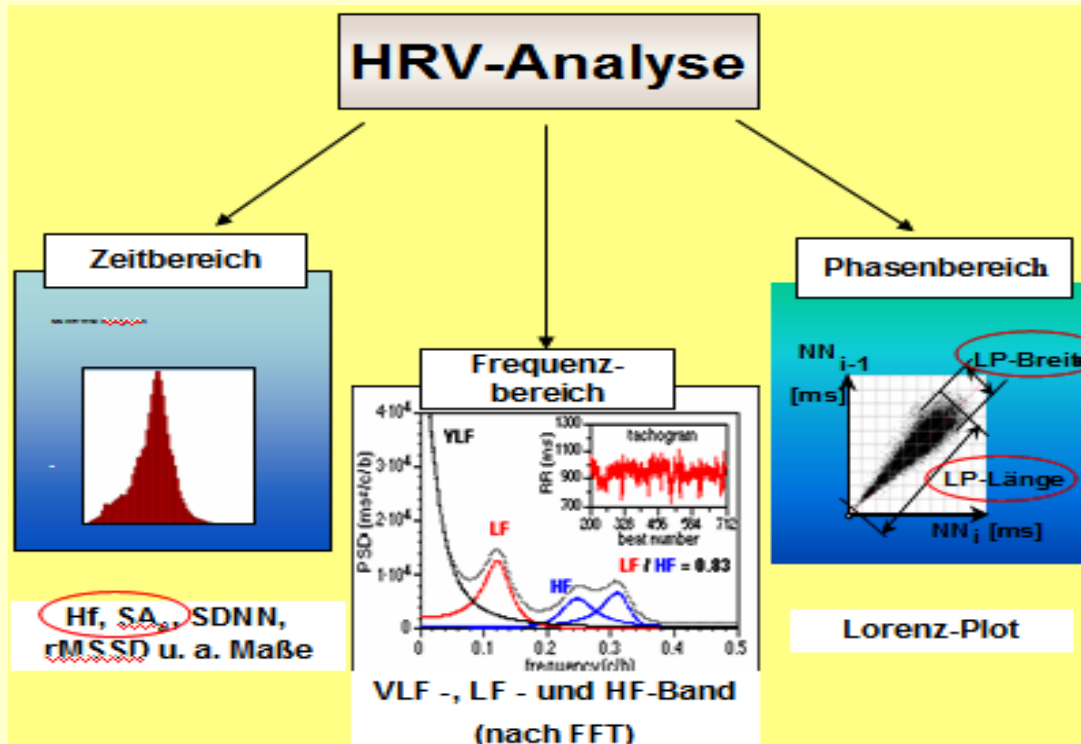 HRV-Analyse
Zeitbereich
Frequenz-
bereich
Phasenbereich
4·10⁴
3·10⁴
2·10⁴
1·10⁴
0
PSD (ms²/c/b)
VLF
LF
HF
1300
1100
900
700
RR (ms)
tachogram
200 328 456 584 712
beat number
LF / HF = 0.83
0 0.1 0.2 0.3 0.4 0.5
frequency (c/b)
NN i-1
[ms]
LP-Breite
LP-Länge
NN i [ms]
Hf, SA, SDNN,
rMSSD u. a. Maße
VLF -, LF - und HF-Band
(nach FFT)
Lorenz-Plot